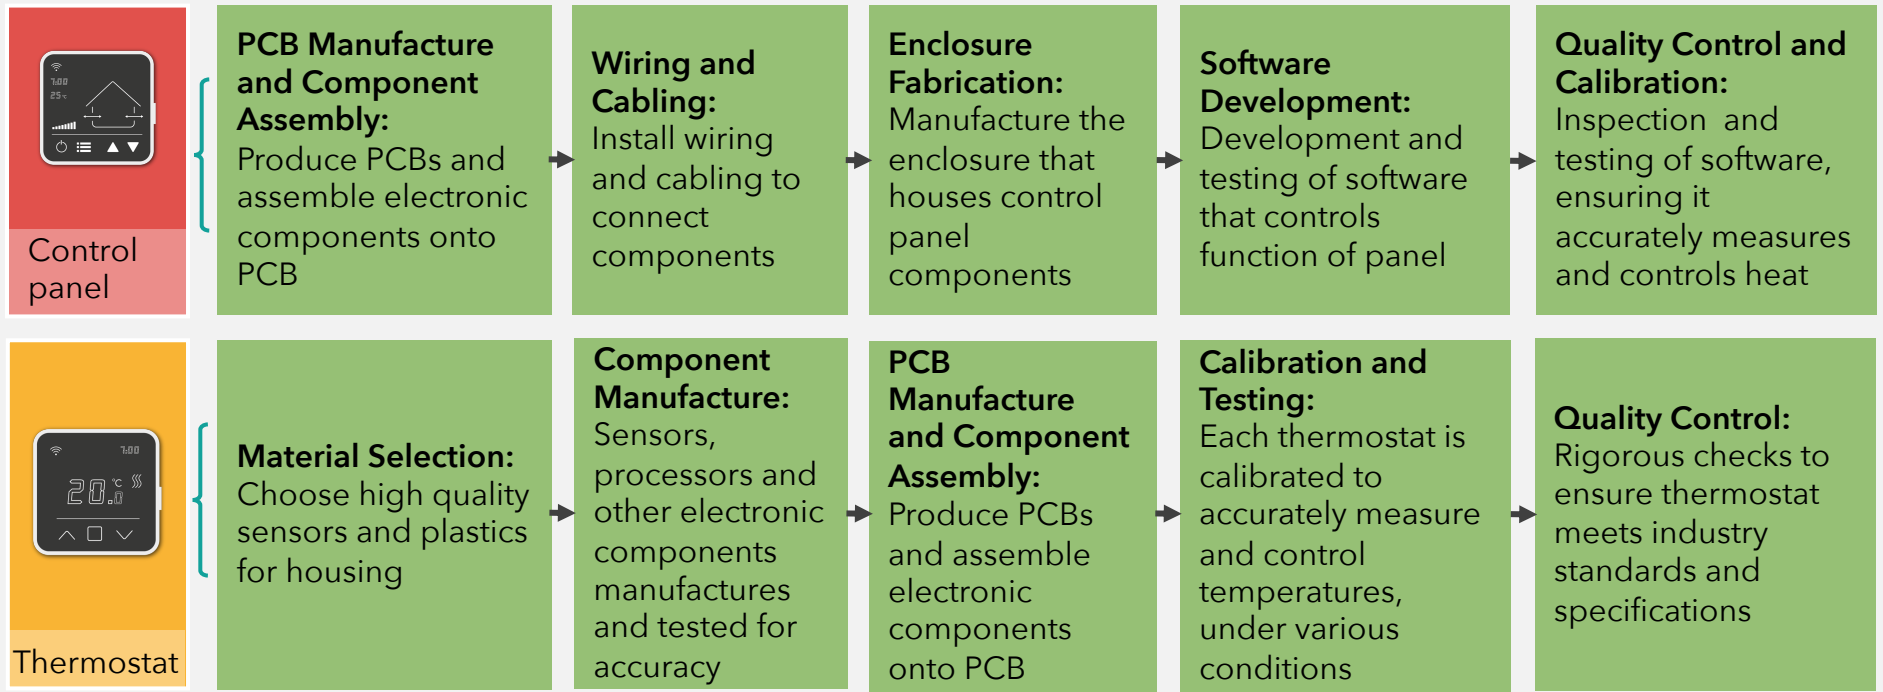 7:00
25℃
Control
panel
PCB Manufacture
and Component
Assembly:
Produce PCBs and
assemble electronic
components onto
PCB
Wiring and
Cabling:
Install wiring
and cabling to
connect
components
Enclosure
Fabrication:
Manufacture the
enclosure that
houses control
panel
components
Software
Development:
Development and
testing of software
that controls
function of panel
Quality Control and
Calibration:
Inspection  and
testing of software,
ensuring it
accurately measures
and controls heat
7:00
20.0 °C
Thermostat
Material Selection:
Choose high quality
sensors and plastics
for housing
Component
Manufacture:
Sensors,
processors and
other electronic
components
manufactures
and tested for
accuracy
PCB
Manufacture
and Component
Assembly:
Produce PCBs
and assemble
electronic
components
onto PCB
Calibration and
Testing:
Each thermostat is
calibrated to
accurately measure
and control
temperatures,
under various
conditions
Quality Control:
Rigorous checks to
ensure thermostat
meets industry
standards and
specifications